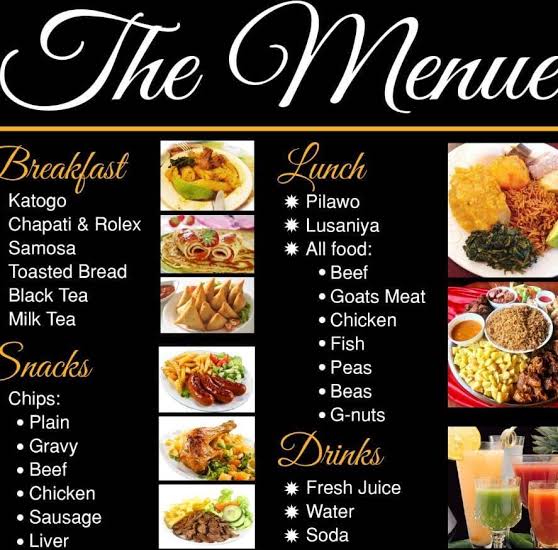 The Menue
Breakfast
Katogo
Chapati & Rolex
Samosa
Toasted Bread
Black Tea
Milk Tea
Snacks
Chips:
• Plain
• Gravy
• Beef
• Chicken
• Sausage
• Liver
Lunch
✸ Pilawo
✸ Lusaniya
✸ All food:
• Beef
• Goats Meat
• Chicken
• Fish
• Peas
• Beas
• G-nuts
Drinks
✸ Fresh Juice
✸ Water
✸ Soda